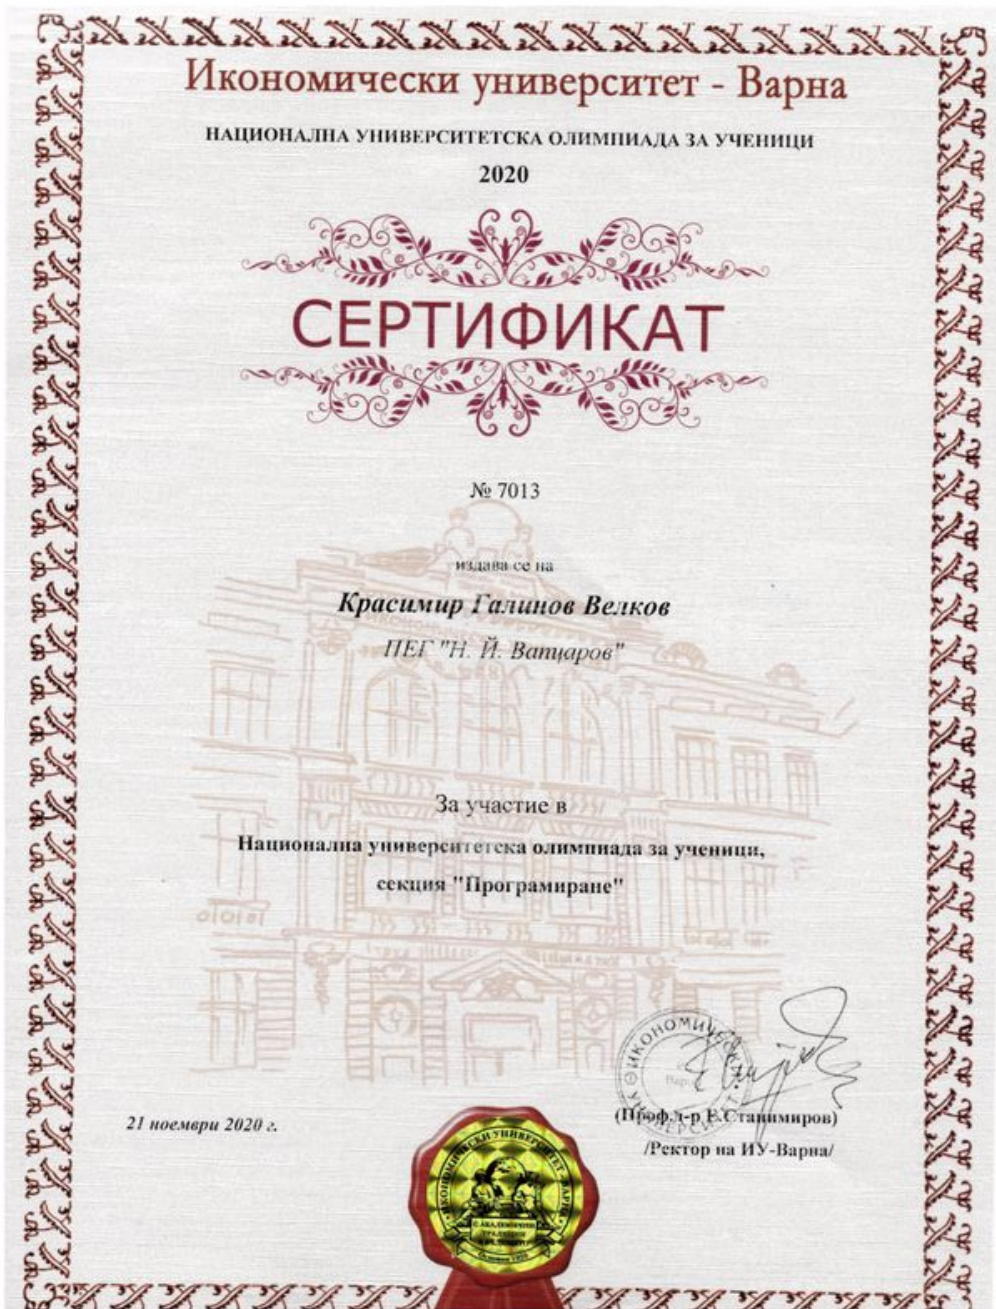 Икономически университет - Варна
НАЦИОНАЛНА УНИВЕРСИТЕТСКА ОЛИМПИАДА ЗА УЧЕНИЦИ
2020
СЕРТИФИКАТ
№ 7013
издава се на
Красимир Галинов Велков
ПЕГ "Н. Й. Вапцаров"
За участие в
Национална университетска олимпиада за ученици,
секция "Програмиране"
21 ноември 2020 г.
(Проф.д-р Е.Станимиров)
/Ректор на ИУ-Варна/
ИКОНОМИЧЕСКИ УНИВЕРСИТЕТ